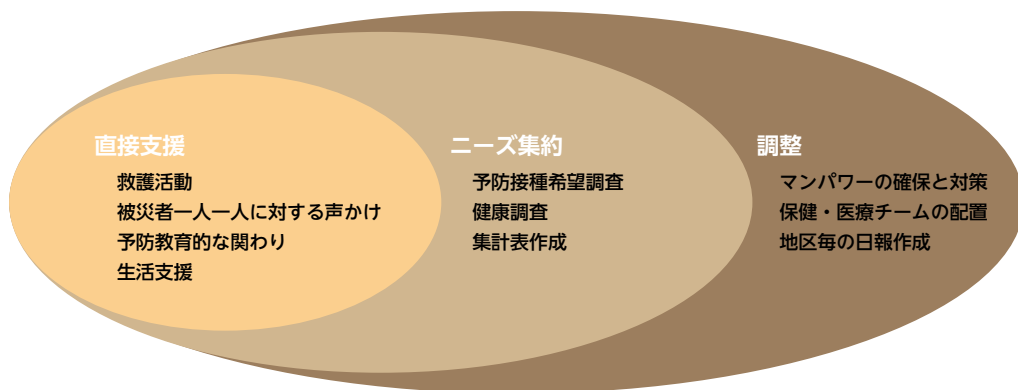 直接支援
救護活動
被災者一人一人に対する声かけ
予防教育的な関わり
生活支援
ニーズ集約
予防接種希望調査
健康調査
集計表作成
調整
マンパワーの確保と対策
保健・医療チームの配置
地区毎の日報作成